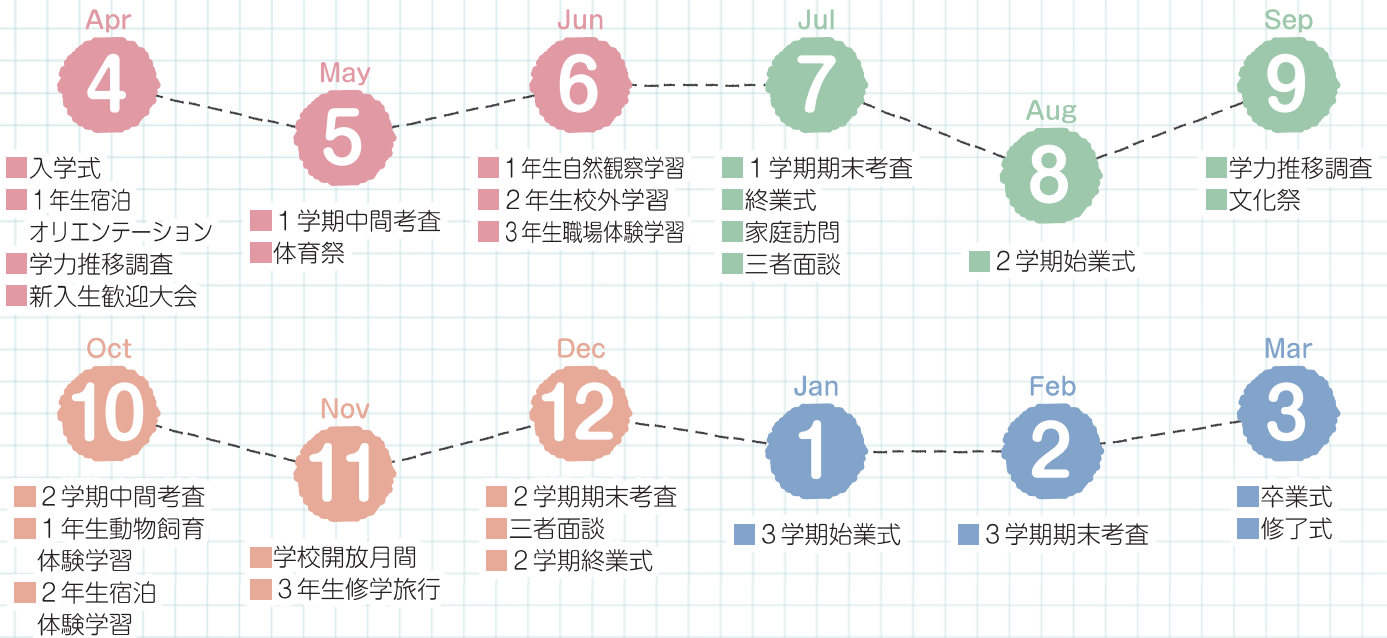 Apr
4
入学式
1年生宿泊
オリエンテーション
学力推移調査
新入生歓迎大会
May
5
1学期中間考査
体育祭
Jun
6
1年生自然観察学習
2年生校外学習
3年生職場体験学習
Jul
7
1学期期末考査
終業式
家庭訪問
三者面談
Aug
8
2学期始業式
Sep
9
学力推移調査
文化祭
Oct
10
2学期中間考査
1年生動物飼育
体験学習
2年生宿泊
体験学習
Nov
11
学校開放月間
3年生修学旅行
Dec
12
2学期期末考査
三者面談
2学期終業式
Jan
1
3学期始業式
Feb
2
3学期期末考査
Mar
3
卒業式
修了式